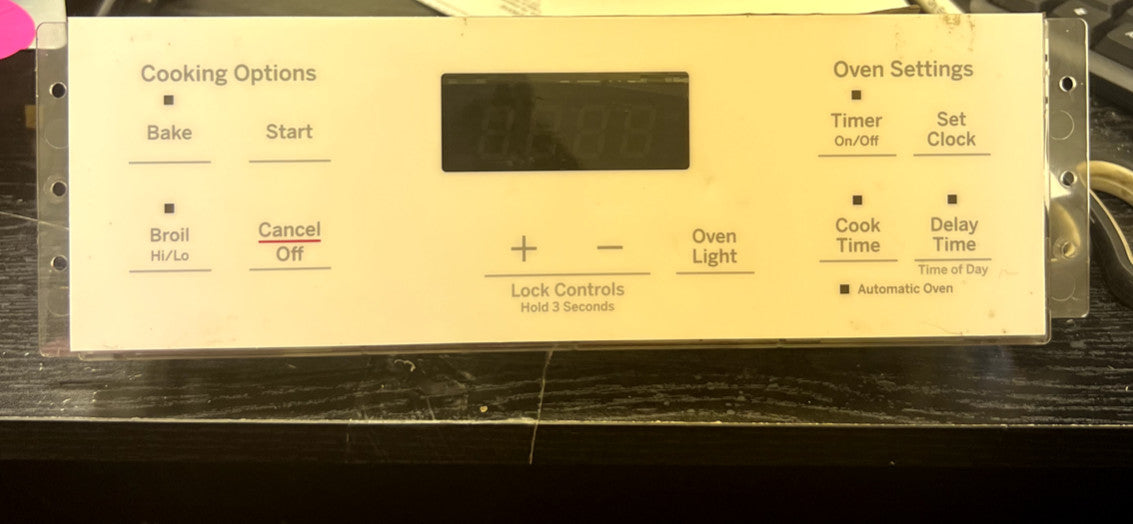 Cooking Options
Bake
Start
Broil
Hi/Lo
Cancel
Off
+
−
Lock Controls
Hold 3 Seconds
Oven
Light
Oven Settings
Timer
On/Off
Set
Clock
Cook
Time
Delay
Time
Time of Day
Automatic Oven